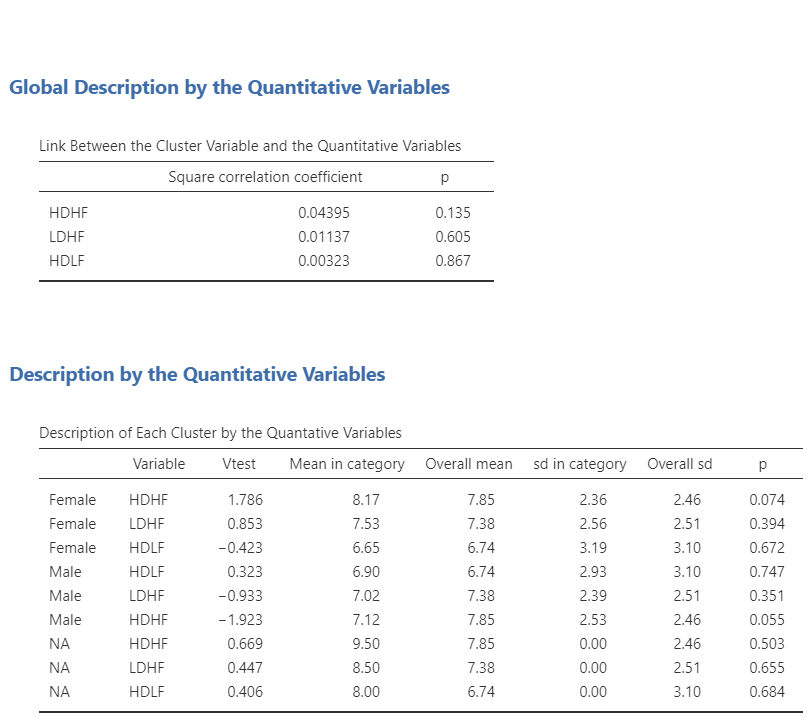 Global Description by the Quantitative Variables
Link Between the Cluster Variable and the Quantitative Variables
Square correlation coefficient p
HDHF 0.04395 0.135
LDHF 0.01137 0.605
HDLF 0.00323 0.867
Description by the Quantitative Variables
Description of Each Cluster by the Quantative Variables
Variable Vtest Mean in category Overall mean sd in category Overall sd p
Female HDHF 1.786 8.17 7.85 2.36 2.46 0.074
Female LDHF 0.853 7.53 7.38 2.56 2.51 0.394
Female HDLF −0.423 6.65 6.74 3.19 3.10 0.672
Male HDLF 0.323 6.90 6.74 2.93 3.10 0.747
Male LDHF −0.933 7.02 7.38 2.39 2.51 0.351
Male HDHF −1.923 7.12 7.85 2.53 2.46 0.055
NA HDHF 0.669 9.50 7.85 0.00 2.46 0.503
NA LDHF 0.447 8.50 7.38 0.00 2.51 0.655
NA HDLF 0.406 8.00 6.74 0.00 3.10 0.684